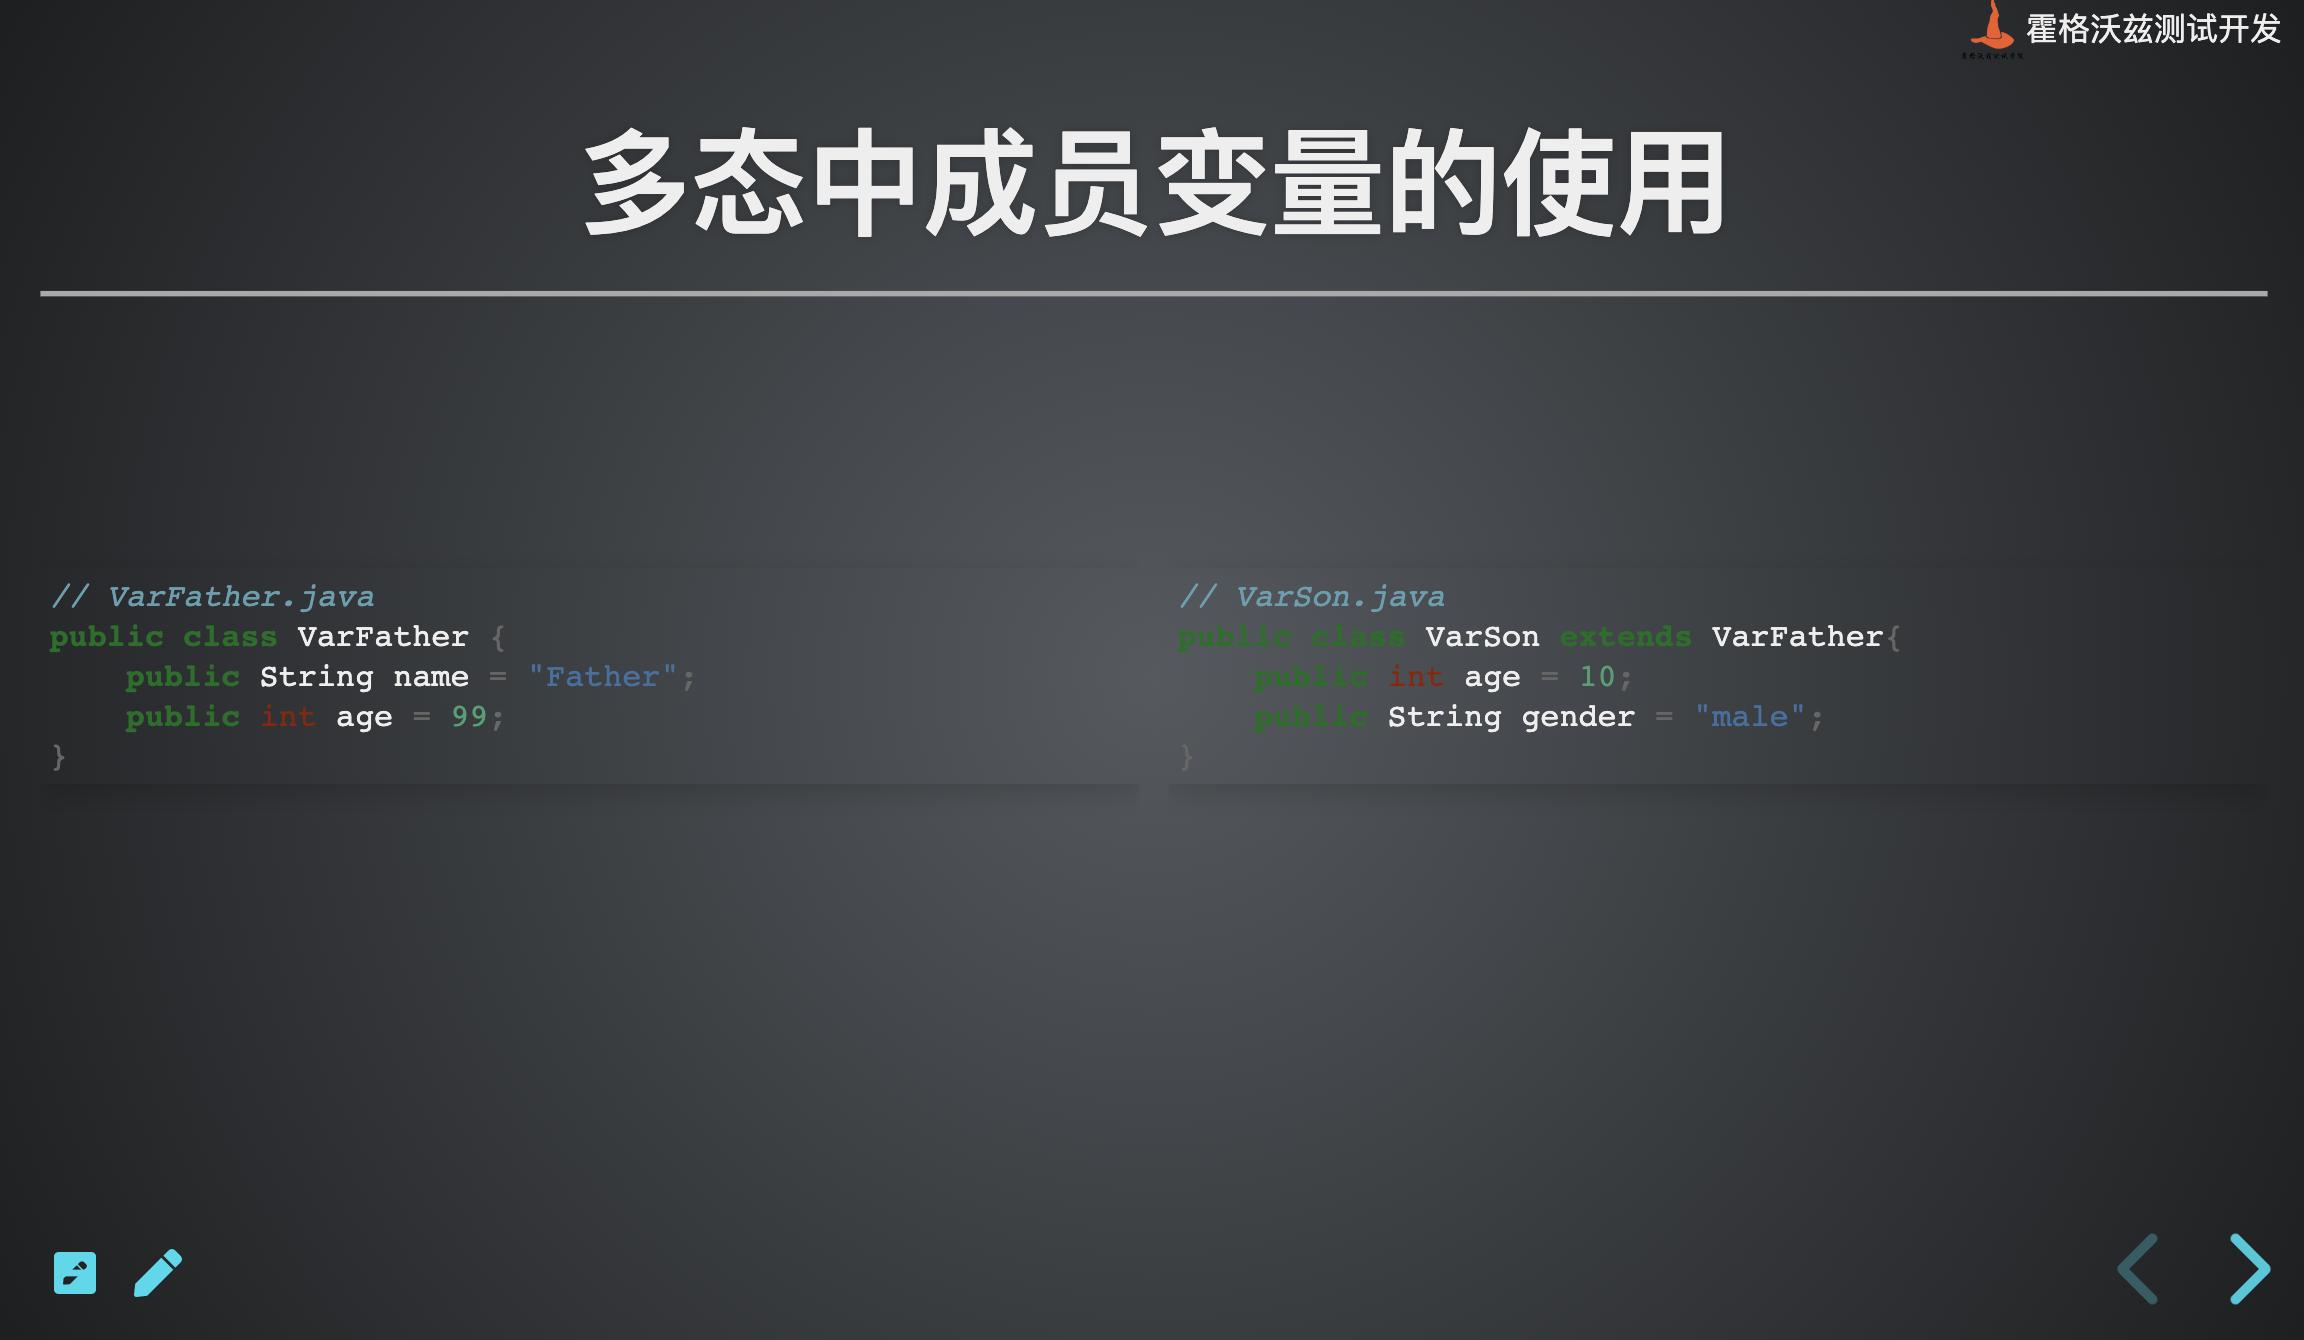 霍格沃兹测试开发
多态中成员变量的使用
// VarFather.java
public class VarFather {
    public String name = "Father";
    public int age = 99;
}
// VarSon.java
public class VarSon extends VarFather{
    public int age = 10;
    public String gender = "male";
}